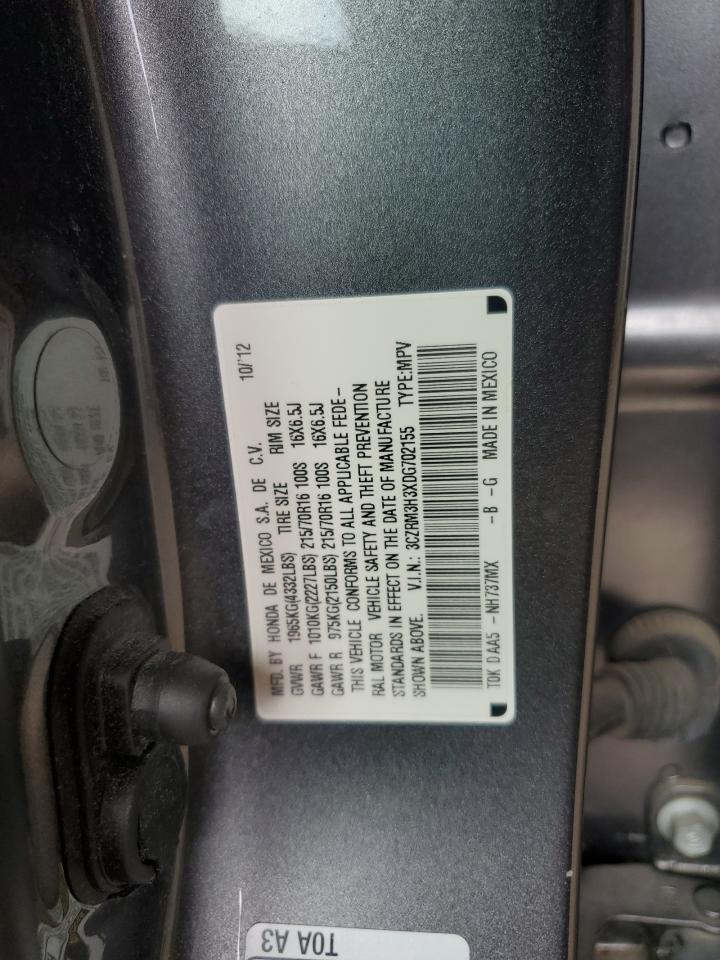 MFD. BY HONDA DE MEXICO S.A. DE C.V. 10/'12
GVWR 1965KG(4332LBS) TIRE SIZE RIM SIZE
GAWR F 1010KG(2227LBS) 215/70R16 100S 16X6.5J
GAWR R 975KG(2150LBS) 215/70R16 100S 16X6.5J
THIS VEHICLE CONFORMS TO ALL APPLICABLE FEDE-
RAL MOTOR VEHICLE SAFETY AND THEFT PREVENTION
STANDARDS IN EFFECT ON THE DATE OF MANUFACTURE
SHOWN ABOVE. V.I.N.: 3CZRM3H3XDG702155 TYPE:MPV
T0K D AA5 -NH737MX -B -G MADE IN MEXICO
T0A A3